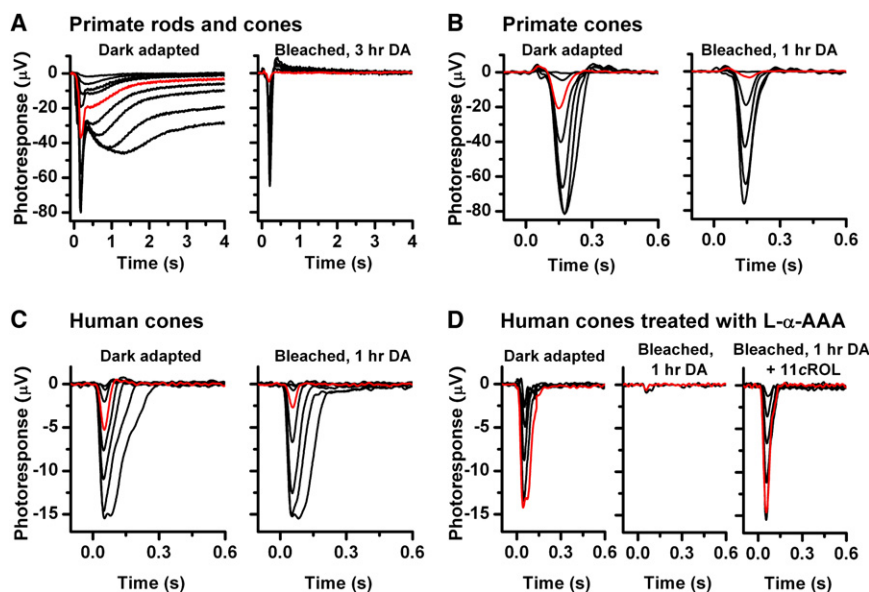 A Primate rods and cones
Dark adapted
Bleached, 3 hr DA
Photoresponse (μV)
0
-20
-40
-60
-80
0 1 2 3 4
Time (s)
0 1 2 3 4
Time (s)
B Primate cones
Dark adapted
Bleached, 1 hr DA
Photoresponse (μV)
0
-20
-40
-60
-80
0.0 0.3 0.6
Time (s)
0.0 0.3 0.6
Time (s)
C Human cones
Dark adapted
Bleached, 1 hr DA
Photoresponse (μV)
0
-5
-10
-15
0.0 0.3 0.6
Time (s)
0.0 0.3 0.6
Time (s)
D Human cones treated with L-α-AAA
Dark adapted
Bleached,
1 hr DA
Bleached, 1 hr DA
+ 11cROL
Photoresponse (μV)
0
-5
-10
-15
0.0 0.3 0.6
Time (s)
0.0 0.3 0.6
Time (s)
0.0 0.3 0.6
Time (s)